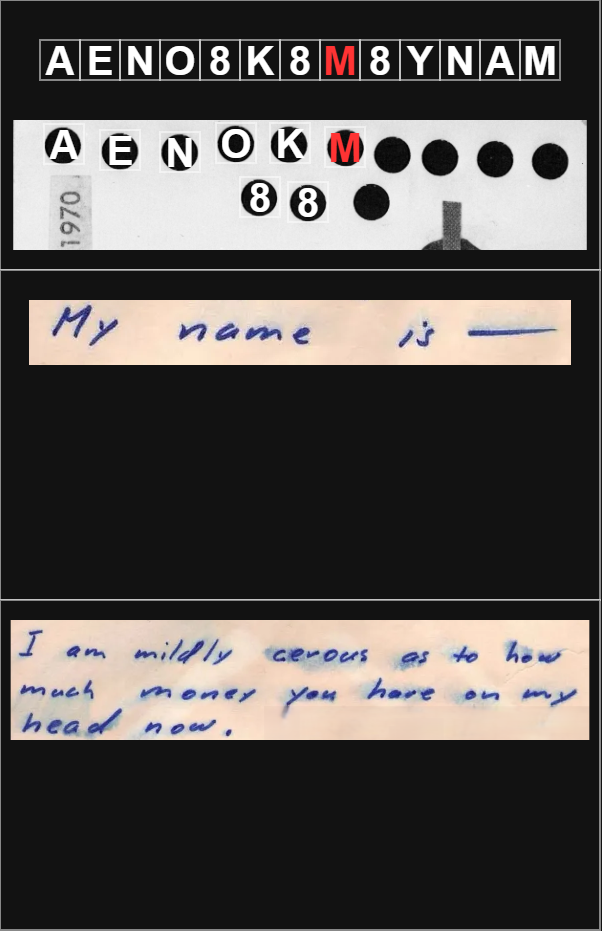 AENO8K8M8YNAM
A E N O K M
8 8
1970
My name is —
I am mildly cerous as to how
much money you have on my
head now.